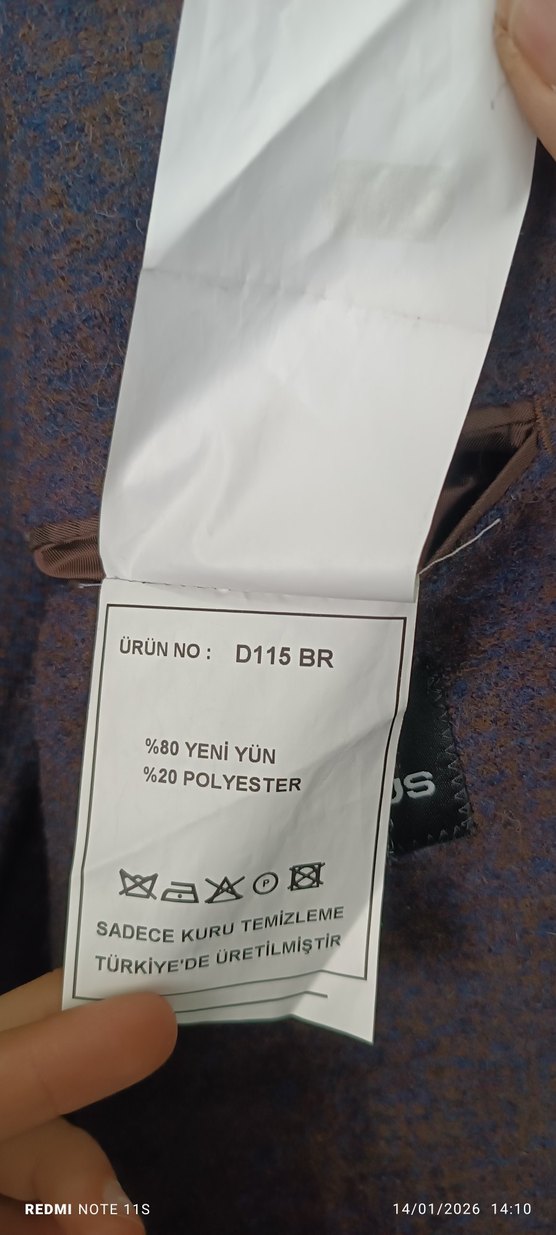 ÜRÜN NO : D115 BR
%80 YENİ YÜN
%20 POLYESTER
P
SADECE KURU TEMİZLEME
TÜRKİYE'DE ÜRETİLMİŞTİR
REDMI NOTE 11S
14/01/2026 14:10